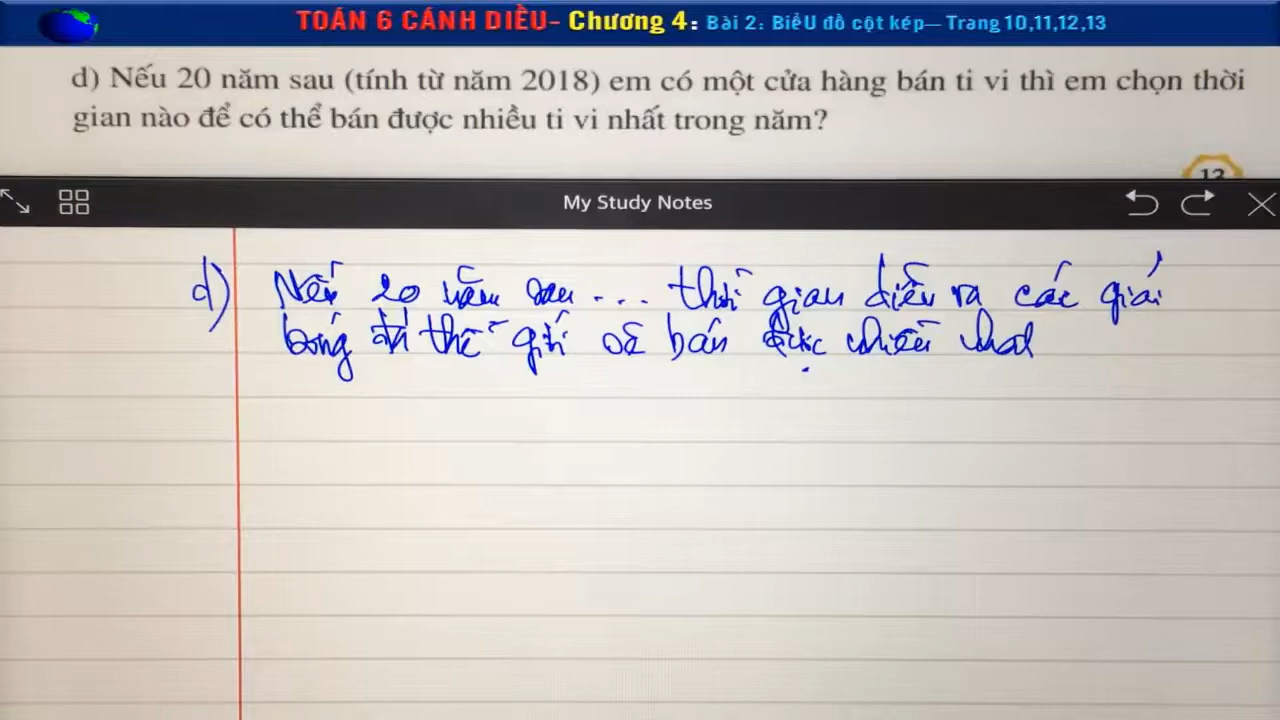 TOÁN 6 CÁNH DIỀU- Chương 4: Bài 2: BiểU đồ cột kép— Trang 10,11,12,13
d) Nếu 20 năm sau (tính từ năm 2018) em có một cửa hàng bán ti vi thì em chọn thời
gian nào để có thể bán được nhiều ti vi nhất trong năm?
My Study Notes
d) Nếu 20 năm sau ... thời gian diễn ra các giải
bóng đá thế giới sẽ bán được nhiều nhất